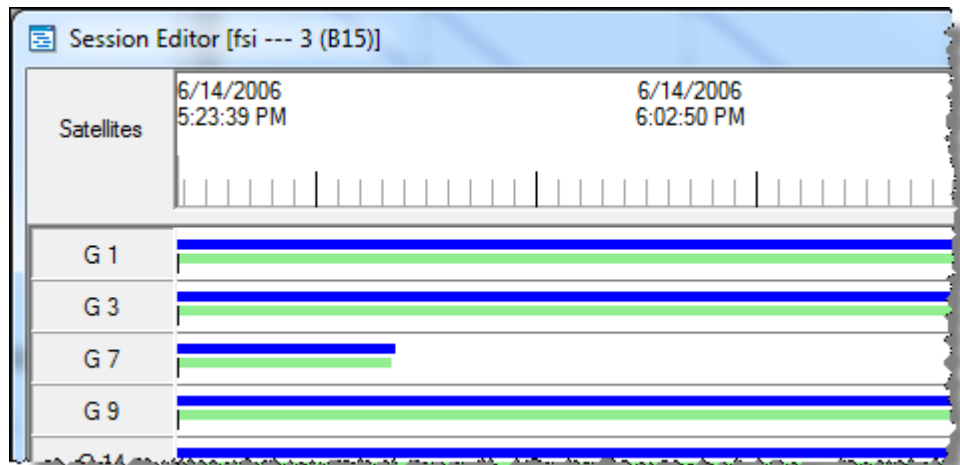 Session Editor [fsi --- 3 (B15)]
6/14/2006 6/14/2006
Satellites 5:23:39 PM 6:02:50 PM
G 1
G 3
G 7
G 9
G 14